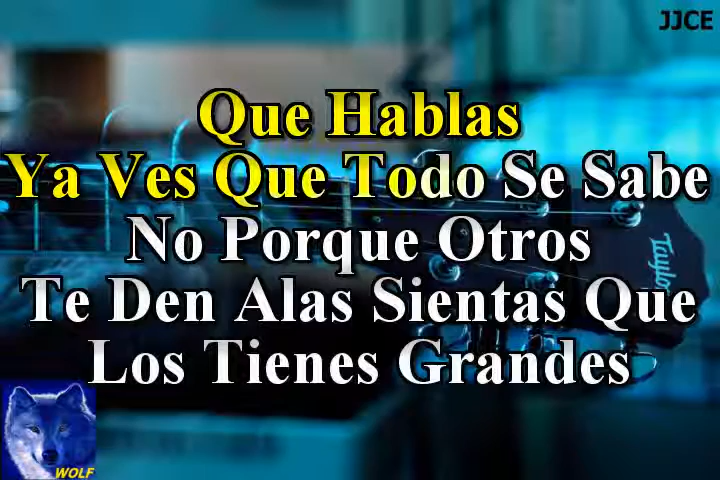 JJCE
Que Hablas
Ya Ves Que Todo Se Sabe
No Porque Otros
Te Den Alas Sientas Que
Los Tienes Grandes
WOLF